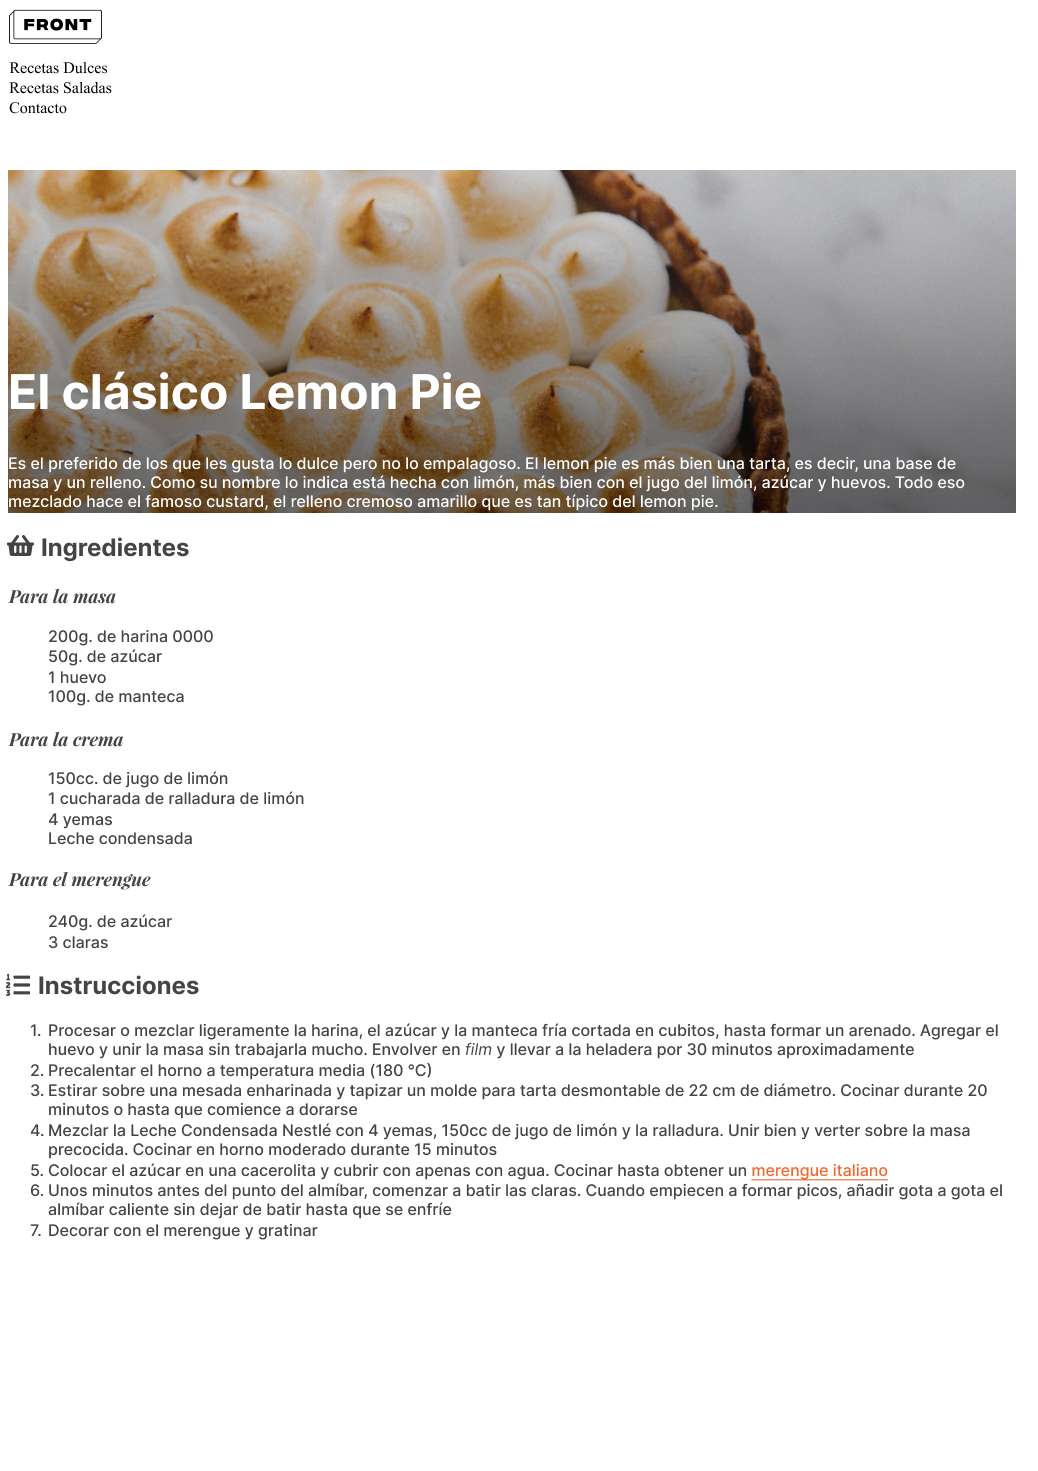 FRONT
Recetas Dulces
Recetas Saladas
Contacto
El clásico Lemon Pie
Es el preferido de los que les gusta lo dulce pero no lo empalagoso. El lemon pie es más bien una tarta, es decir, una base de
masa y un relleno. Como su nombre lo indica está hecha con limón, más bien con el jugo del limón, azúcar y huevos. Todo eso
mezclado hace el famoso custard, el relleno cremoso amarillo que es tan típico del lemon pie.
Ingredientes
Para la masa
200g. de harina 0000
50g. de azúcar
1 huevo
100g. de manteca
Para la crema
150cc. de jugo de limón
1 cucharada de ralladura de limón
4 yemas
Leche condensada
Para el merengue
240g. de azúcar
3 claras
Instrucciones
1. Procesar o mezclar ligeramente la harina, el azúcar y la manteca fría cortada en cubitos, hasta formar un arenado. Agregar el
huevo y unir la masa sin trabajarla mucho. Envolver en film y llevar a la heladera por 30 minutos aproximadamente
2. Precalentar el horno a temperatura media (180 °C)
3. Estirar sobre una mesada enharinada y tapizar un molde para tarta desmontable de 22 cm de diámetro. Cocinar durante 20
minutos o hasta que comience a dorarse
4. Mezclar la Leche Condensada Nestlé con 4 yemas, 150cc de jugo de limón y la ralladura. Unir bien y verter sobre la masa
precocida. Cocinar en horno moderado durante 15 minutos
5. Colocar el azúcar en una cacerolita y cubrir con apenas con agua. Cocinar hasta obtener un merengue italiano
6. Unos minutos antes del punto del almíbar, comenzar a batir las claras. Cuando empiecen a formar picos, añadir gota a gota el
almíbar caliente sin dejar de batir hasta que se enfríe
7. Decorar con el merengue y gratinar